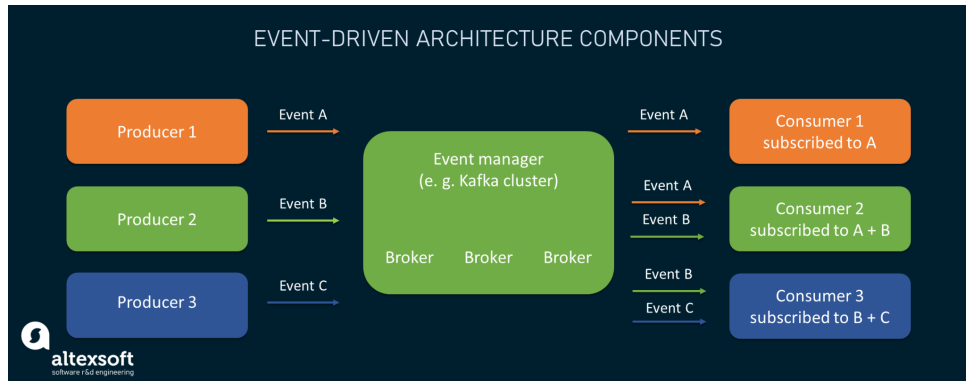 EVENT-DRIVEN ARCHITECTURE COMPONENTS
Producer 1
Event A
Producer 2
Event B
Producer 3
Event C
Event manager
(e. g. Kafka cluster)
Broker Broker Broker
Event A
Consumer 1
subscribed to A
Event A
Event B
Consumer 2
subscribed to A + B
Event B
Event C
Consumer 3
subscribed to B + C
altexsoft
software r&d engineering